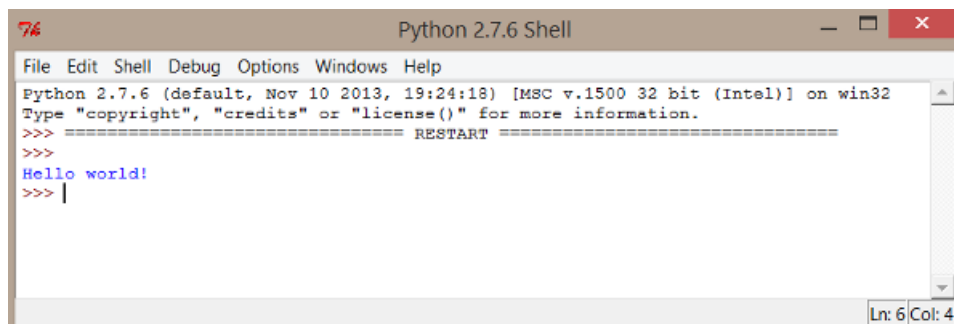 Python 2.7.6 Shell
File Edit Shell Debug Options Windows Help
Python 2.7.6 (default, Nov 10 2013, 19:24:18) [MSC v.1500 32 bit (Intel)] on win32
Type "copyright", "credits" or "license()" for more information.
>>> ================================ RESTART ================================
>>>
Hello world!
>>>
Ln: 6 Col: 4